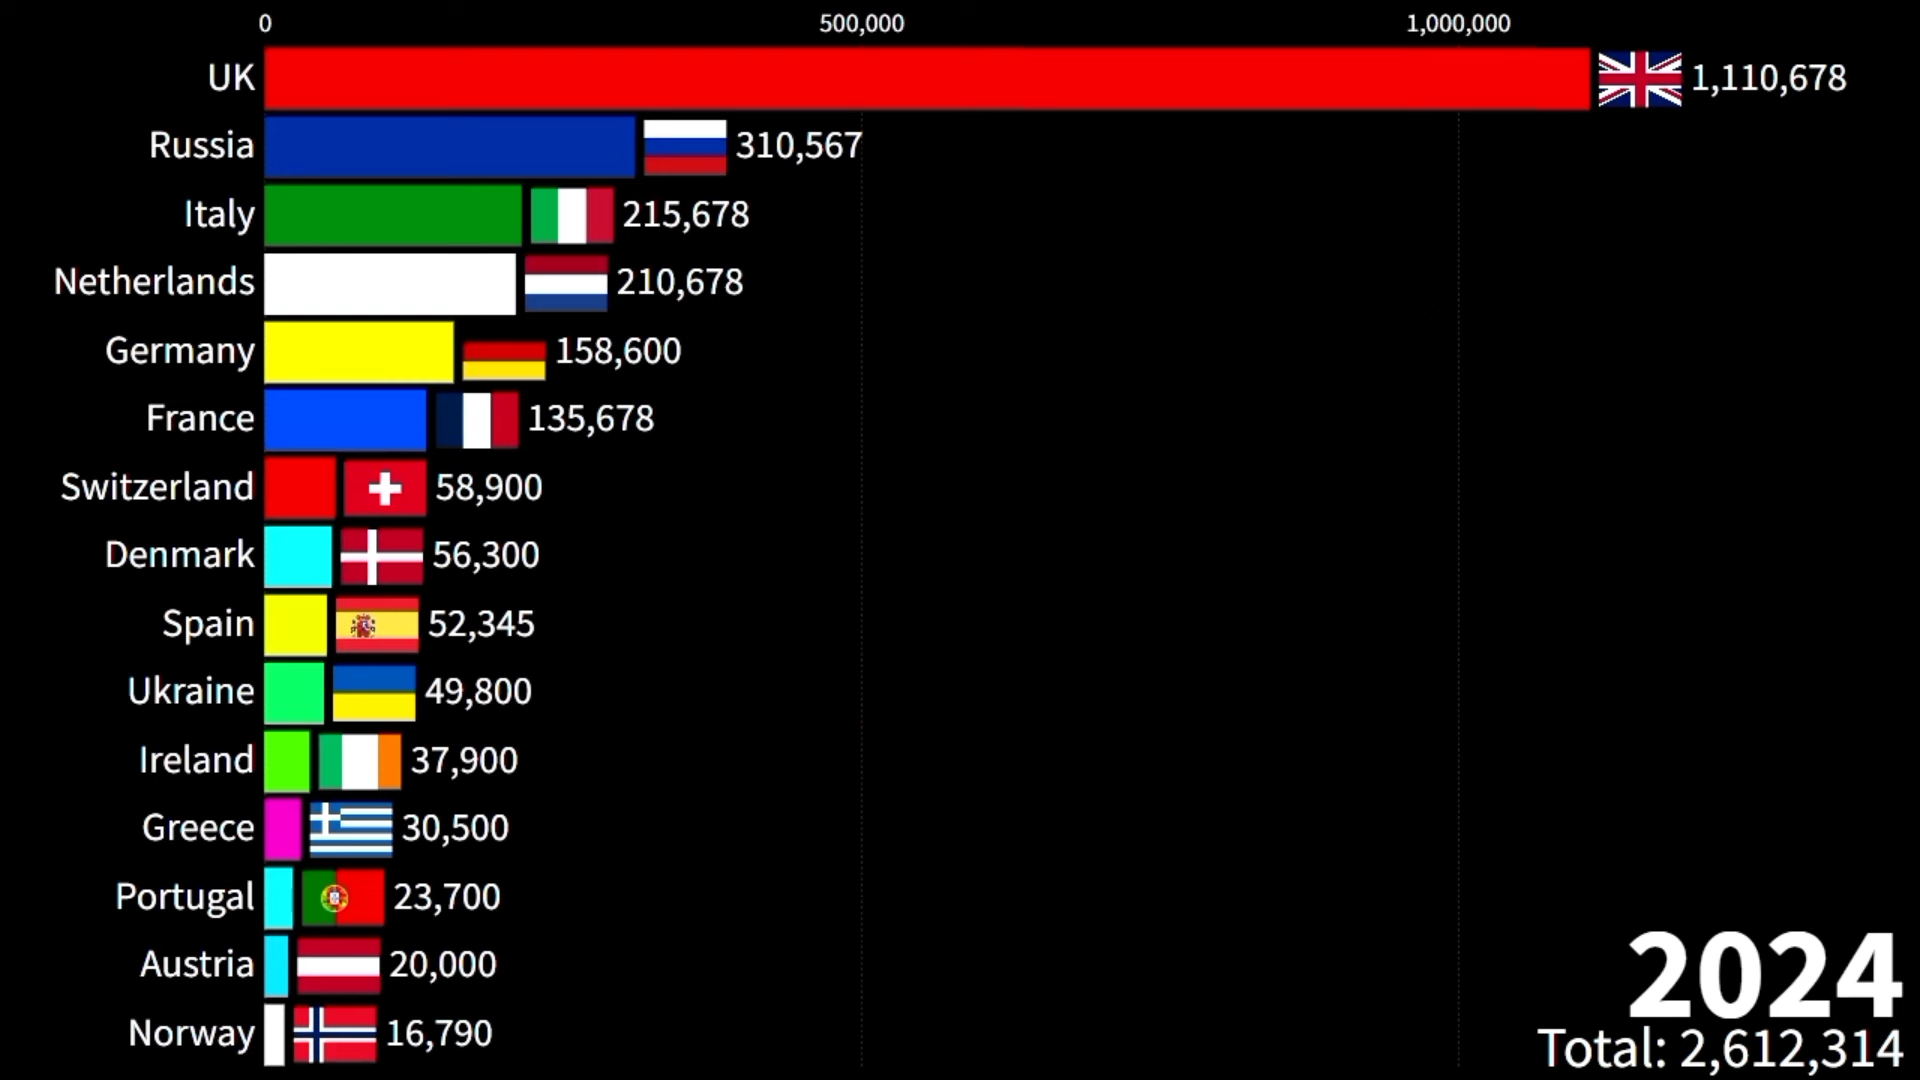 0 500,000 1,000,000
UK 1,110,678
Russia 310,567
Italy 215,678
Netherlands 210,678
Germany 158,600
France 135,678
Switzerland 58,900
Denmark 56,300
Spain 52,345
Ukraine 49,800
Ireland 37,900
Greece 30,500
Portugal 23,700
Austria 20,000
Norway 16,790
2024
Total: 2,612,314